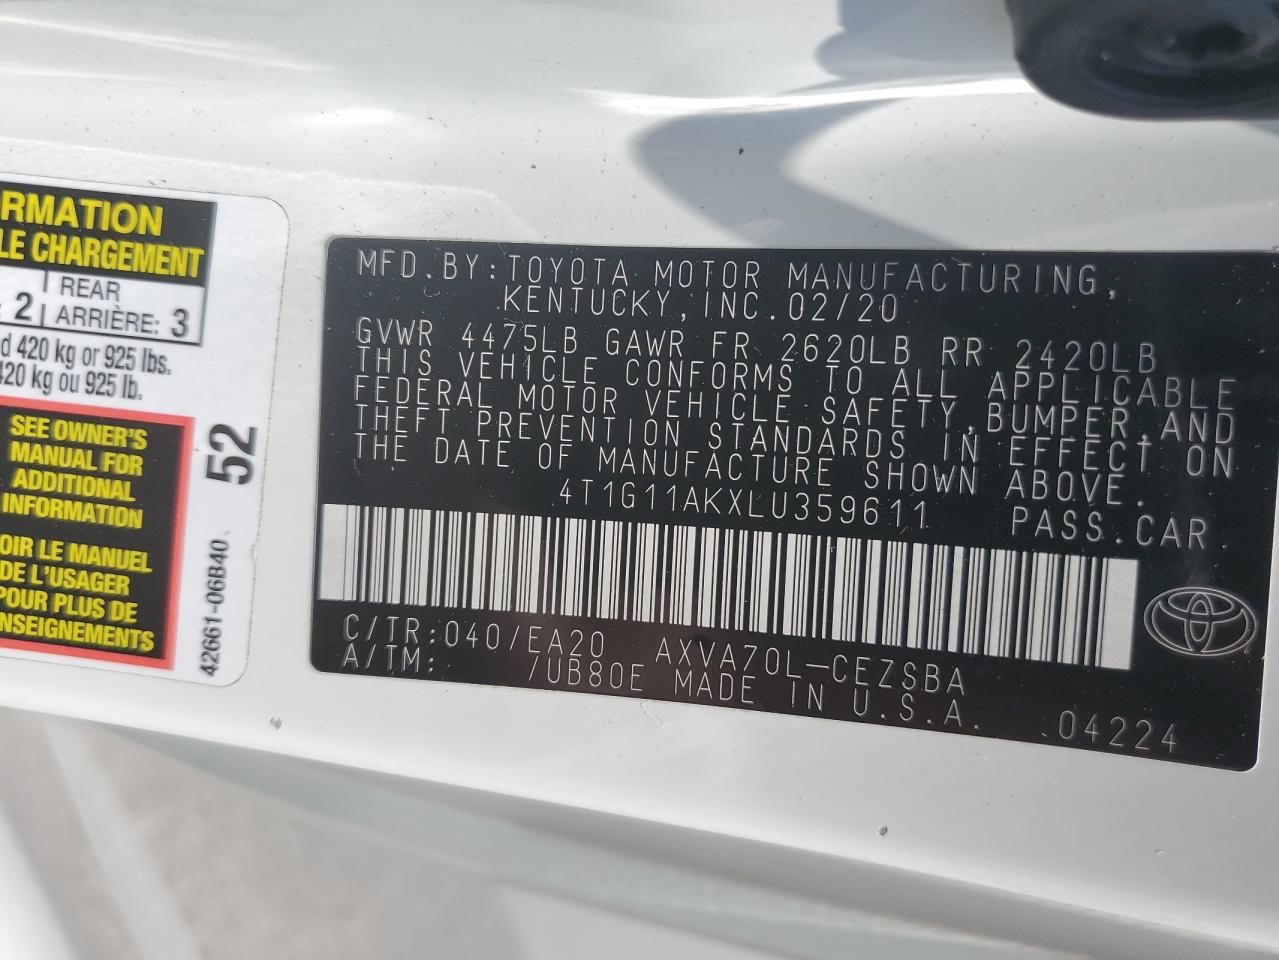 RMATION
LE CHARGEMENT
2 REAR
ARRIÈRE: 3
d 420 kg or 925 lbs.
420 kg ou 925 lb.
SEE OWNER'S
MANUAL FOR
ADDITIONAL
INFORMATION
OIR LE MANUEL
DE L'USAGER
POUR PLUS DE
NSEIGNEMENTS
52
42661-06B40
MFD.BY:TOYOTA MOTOR MANUFACTURING,
KENTUCKY,INC.02/20
GVWR 4475LB GAWR FR 2620LB RR 2420LB
THIS VEHICLE CONFORMS TO ALL APPLICABLE
FEDERAL MOTOR VEHICLE SAFETY,BUMPER,AND
THEFT PREVENTION STANDARDS IN EFFECT ON
THE DATE OF MANUFACTURE SHOWN ABOVE.
4T1G11AKXLU359611 PASS.CAR
C/TR:040/EA20 AXVA70L-CEZSBA
A/TM: /UB80E MADE IN U.S.A. 04224